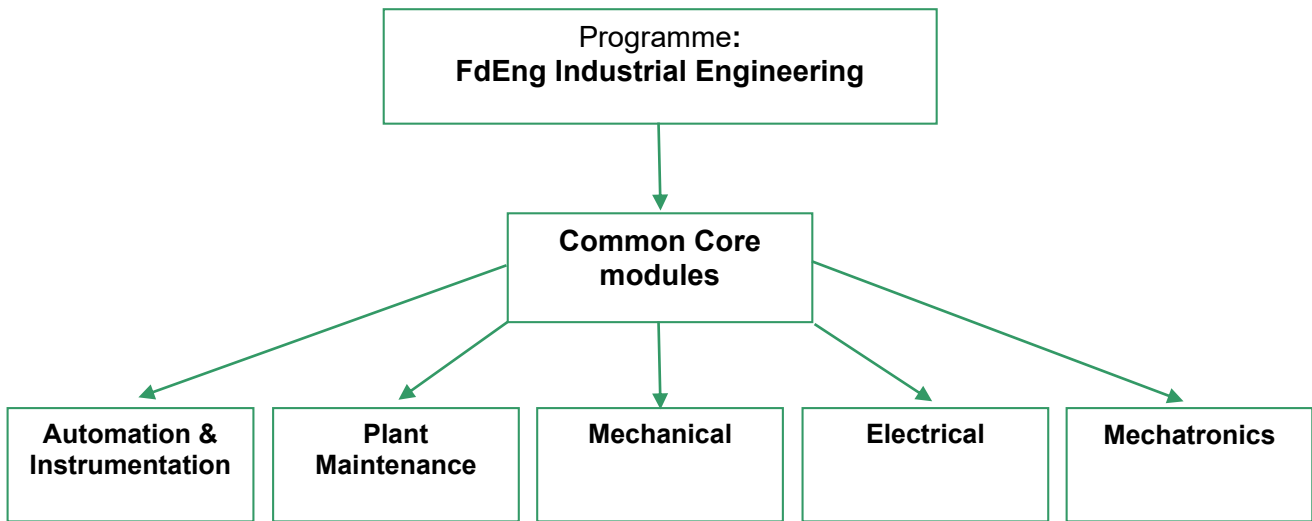 Programme:
FdEng Industrial Engineering
Common Core
modules
Automation &
Instrumentation
Plant
Maintenance
Mechanical
Electrical
Mechatronics